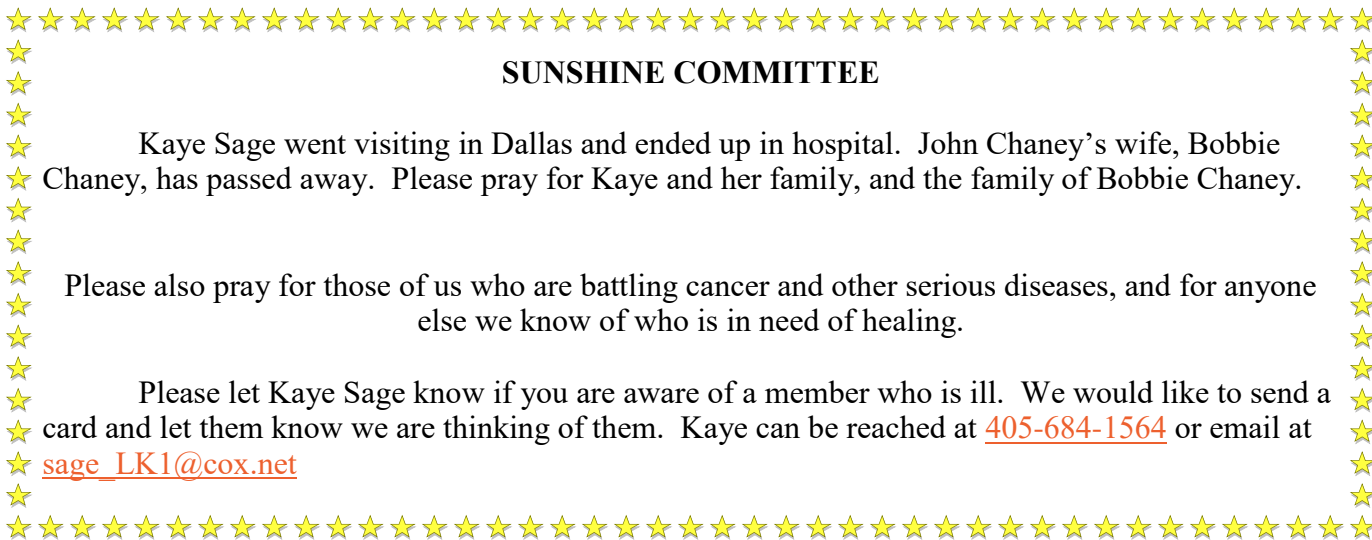 SUNSHINE COMMITTEE
Kaye Sage went visiting in Dallas and ended up in hospital.  John Chaney’s wife, Bobbie
Chaney, has passed away.  Please pray for Kaye and her family, and the family of Bobbie Chaney.
Please also pray for those of us who are battling cancer and other serious diseases, and for anyone
else we know of who is in need of healing.
Please let Kaye Sage know if you are aware of a member who is ill.  We would like to send a
card and let them know we are thinking of them.  Kaye can be reached at 405-684-1564 or email at
sage_LK1@cox.net